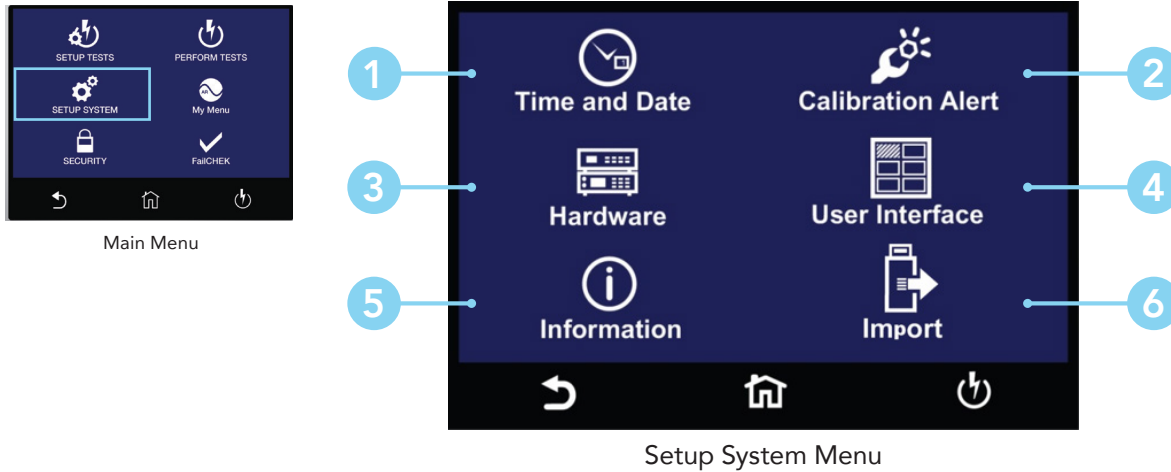 SETUP TESTS
PERFORM TESTS
SETUP SYSTEM
AR
My Menu
SECURITY
FailCHEK
Main Menu
1
Time and Date
2
Calibration Alert
3
Hardware
4
User Interface
5
Information
6
Import
Setup System Menu